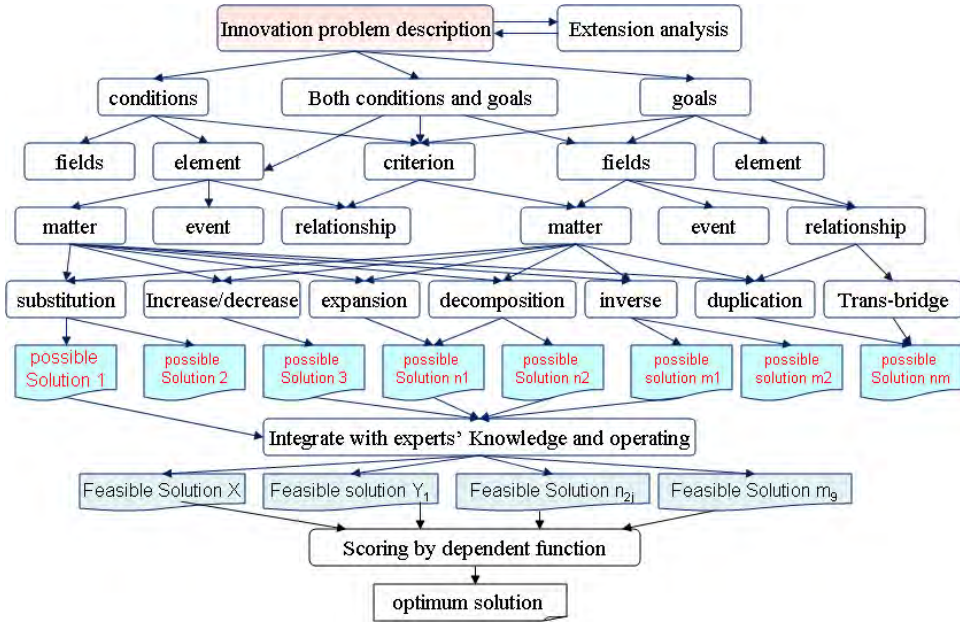 Innovation problem description
Extension analysis
conditions
Both conditions and goals
goals
fields
element
criterion
fields
element
matter
event
relationship
matter
event
relationship
substitution
Increase/decrease
expansion
decomposition
inverse
duplication
Trans-bridge
possible
Solution 1
possible
Solution 2
possible
Solution 3
possible
Solution n1
possible
Solution n2
possible
solution m1
possible
solution m2
possible
Solution nm
Integrate with experts’ Knowledge and operating
Feasible Solution X
Feasible solution Y1
Feasible Solution n2j
Feasible Solution m9
Scoring by dependent function
optimum solution